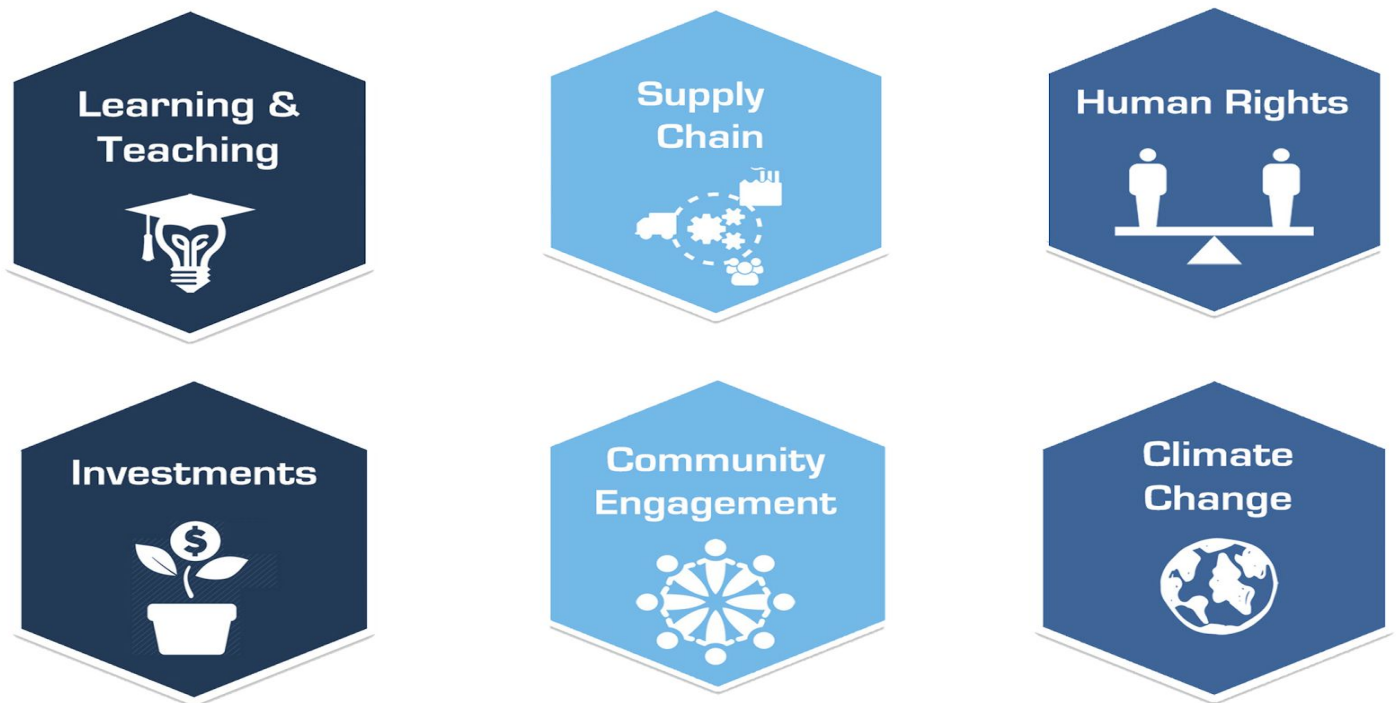 Learning &
Teaching
Supply
Chain
Human Rights
Investments
$
Community
Engagement
Climate
Change